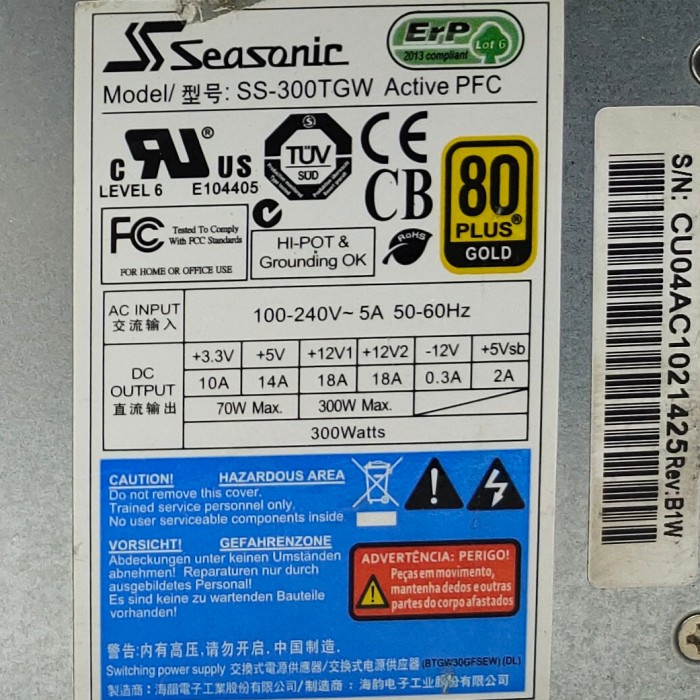 Seasonic
ErP
2013 compliant
Lot 6
Model/ 型号: SS-300TGW Active PFC
c RU® US
LEVEL 6 E104405
TÜV
SÜD
CE
CB
80
PLUS®
GOLD
FC
Tested To Comply
With FCC Standards
FOR HOME OR OFFICE USE
HI-POT &
Grounding OK
RoHS
AC INPUT
交流输入
100-240V~ 5A 50-60Hz
DC
OUTPUT
直流输出
+3.3V +5V +12V1 +12V2 -12V +5Vsb
10A 14A 18A 18A 0.3A 2A
70W Max. 300W Max.
300Watts
CAUTION! HAZARDOUS AREA
Do not remove this cover.
Trained service personnel only.
No user serviceable components inside
VORSICHT! GEFAHRENZONE
Abdeckungen unter keinen Umständen
abnehmen! Reparaturen nur durch
ausgebildetes Personal!
Es sind keine zu wartenden Bauteile
vorhanden!
ADVERTÊNCIA: PERIGO!
Peças em movimento,
mantenha dedos e outras
partes do corpo afastados
警告:内有高压,请勿开启. 中国制造.
Switching power supply 交換式電源供應器/交换式电源供应器 (BTGW30GFSEW) (DL)
製造商：海韻電子工業股份有限公司/制造商：海韵电子工业股份有限公司
S/N: CU04AC1021425 Rev:B1W